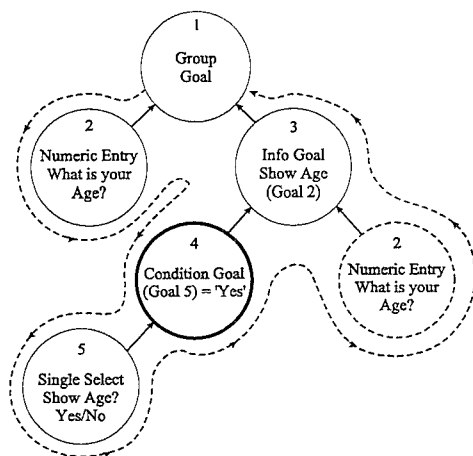 1
Group
Goal
2
Numeric Entry
What is your
Age?
3
Info Goal
Show Age
(Goal 2)
4
Condition Goal
(Goal 5) = 'Yes'
2
Numeric Entry
What is your
Age?
5
Single Select
Show Age?
Yes/No